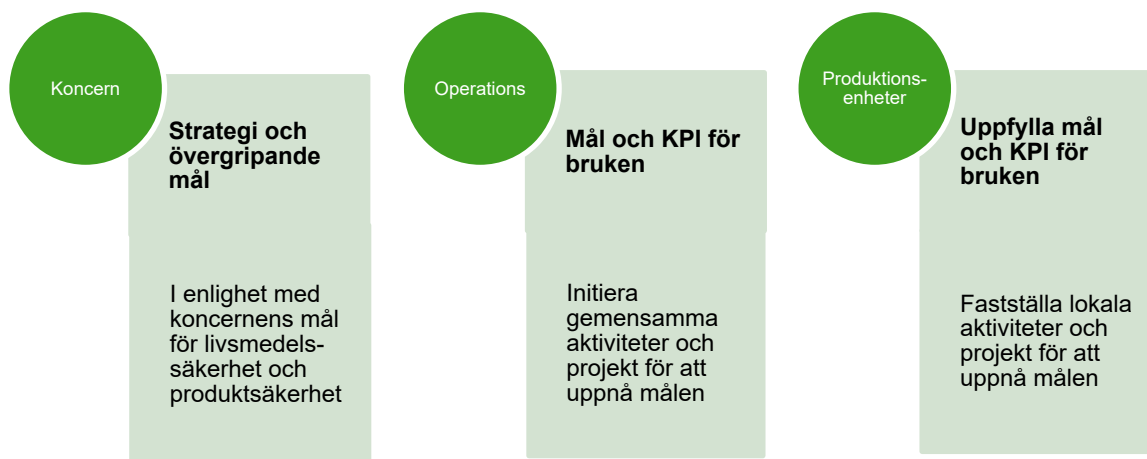 Koncern
Strategi och
övergripande
mål
I enlighet med
koncernens mål
för livsmedels-
säkerhet och
produktsäkerhet
Operations
Mål och KPI för
bruken
Initiera
gemensamma
aktiviteter och
projekt för att
uppnå målen
Produktions-
enheter
Uppfylla mål
och KPI för
bruken
Fastställa lokala
aktiviteter och
projekt för att
uppnå målen